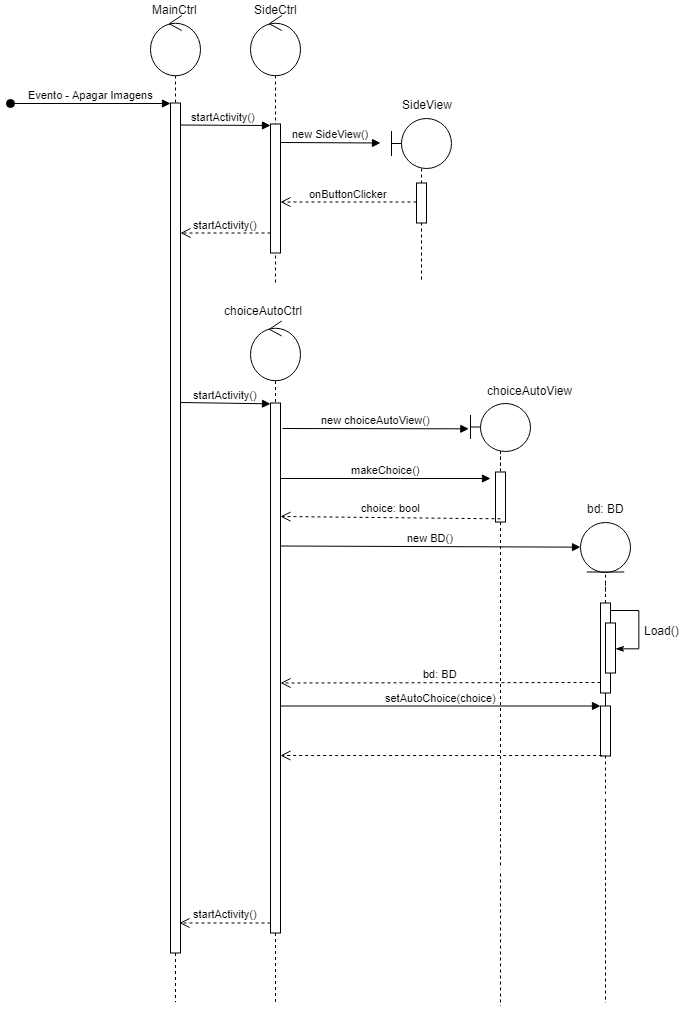 MainCtrl
SideCtrl
Evento - Apagar Imagens
SideView
startActivity()
new SideView()
onButtonClicker
startActivity()
choiceAutoCtrl
startActivity()
choiceAutoView
new choiceAutoView()
makeChoice()
choice: bool
bd: BD
new BD()
Load()
bd: BD
setAutoChoice(choice)
startActivity()